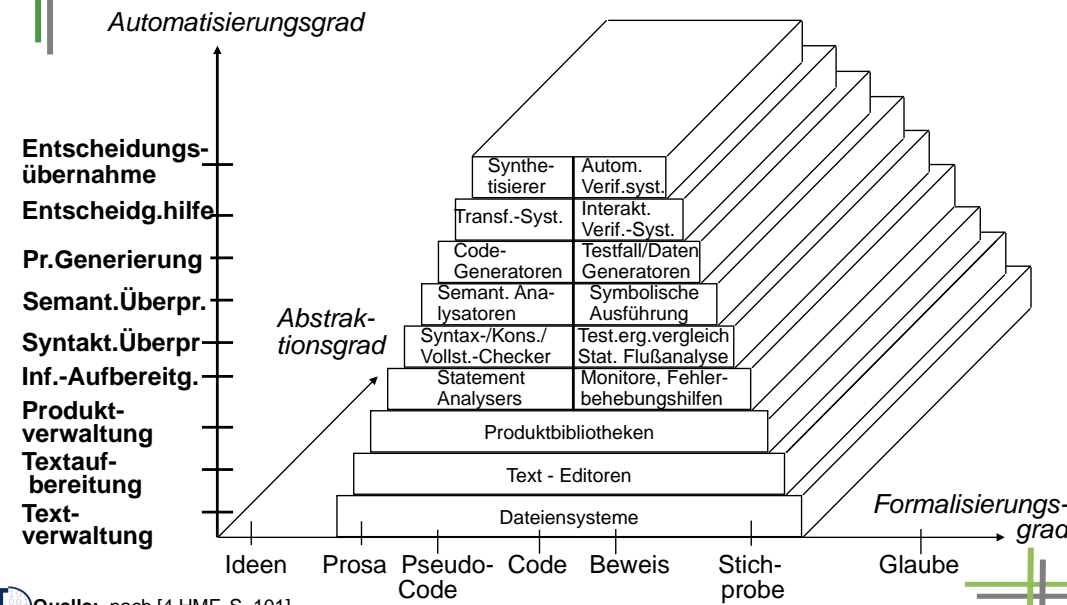 Automatisierungsgrad
Entscheidungs-
übernahme
Entscheidg.hilfe
Pr.Generierung
Semant.Überpr.
Syntakt.Überpr
Inf.-Aufbereitg.
Produkt-
verwaltung
Textauf-
bereitung
Text-
verwaltung
Abstrak-
tionsgrad
Synthe-
tisierer
Autom.
Verif.syst.
Transf.-Syst.
Interakt.
Verif.-Syst.
Code-
Generatoren
Testfall/Daten
Generatoren
Semant. Ana-
lysatoren
Symbolische
Ausführung
Syntax-/Kons./
Vollst.-Checker
Test.erg.vergleich
Stat. Flußanalyse
Statement
Analysers
Monitore, Fehler-
behebungshilfen
Produktbibliotheken
Text - Editoren
Dateiensysteme
Formalisierungs-
grad
Ideen
Prosa
Pseudo-
Code
Code
Beweis
Stich-
probe
Glaube
Quelle: nach [4 HMF, S. 101]